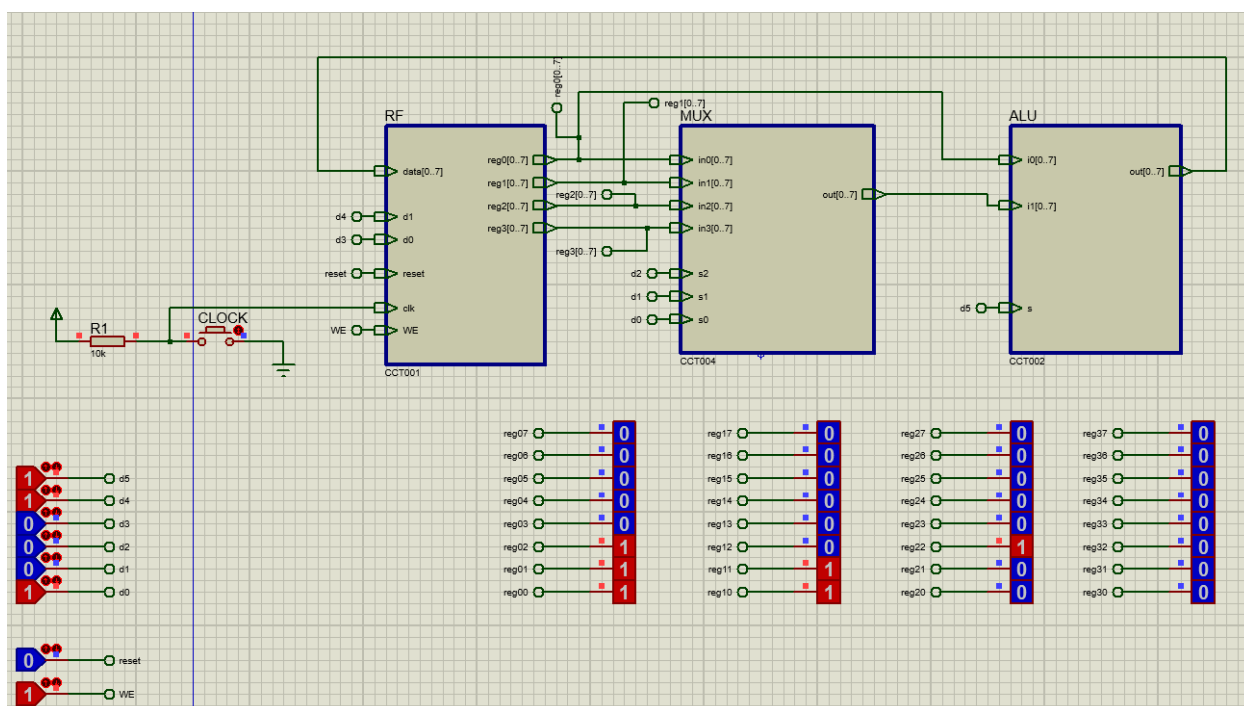 reg0[0..7]
reg1[0..7]
RF
MUX
ALU
reg0[0..7]
in0[0..7]
i0[0..7]
data[0..7]
out[0..7]
reg1[0..7]
in1[0..7]
reg2[0..7]
out[0..7]
reg2[0..7]
in2[0..7]
i1[0..7]
d4
d1
reg3[0..7]
in3[0..7]
d3
d0
reg3[0..7]
reset
reset
d2
s2
d1
s1
clk
d5
s
CLOCK
d0
s0
R1
WE
WE
10k
CCT001
CCT004
CCT002
reg07
0
reg17
0
reg27
0
reg37
0
reg06
0
reg16
0
reg26
0
reg36
0
reg05
0
reg15
0
reg25
0
reg35
0
reg04
0
reg14
0
reg24
0
reg34
0
reg03
0
reg13
0
reg23
0
reg33
0
reg02
1
reg12
0
reg22
1
reg32
0
reg01
1
reg11
1
reg21
0
reg31
0
reg00
1
reg10
1
reg20
0
reg30
0
1
d5
1
d4
0
d3
0
d2
0
d1
1
d0
0
reset
1
WE